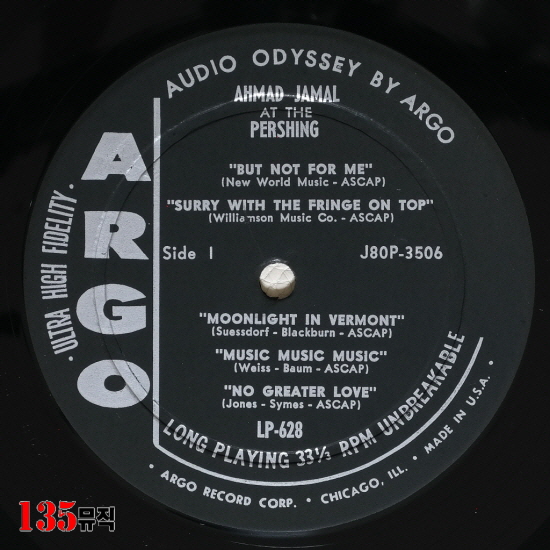 AUDIO ODYSSEY BY ARGO
AHMAD JAMAL
AT THE
PERSHING
ARGO
· ULTRA HIGH FIDELITY ·
"BUT NOT FOR ME"
(New World Music - ASCAP)
"SURRY WITH THE FRINGE ON TOP"
(Williamson Music Co. - ASCAP)
Side 1 J80P-3506
"MOONLIGHT IN VERMONT"
(Suessdorf - Blackburn - ASCAP)
"MUSIC MUSIC MUSIC"
(Weiss - Baum - ASCAP)
"NO GREATER LOVE"
(Jones - Symes - ASCAP)
LP-628
LONG PLAYING 33⅓ RPM UNBREAKABLE
· ARGO RECORD CORP. · CHICAGO, ILL. · MADE IN U.S.A. ·
135뮤직